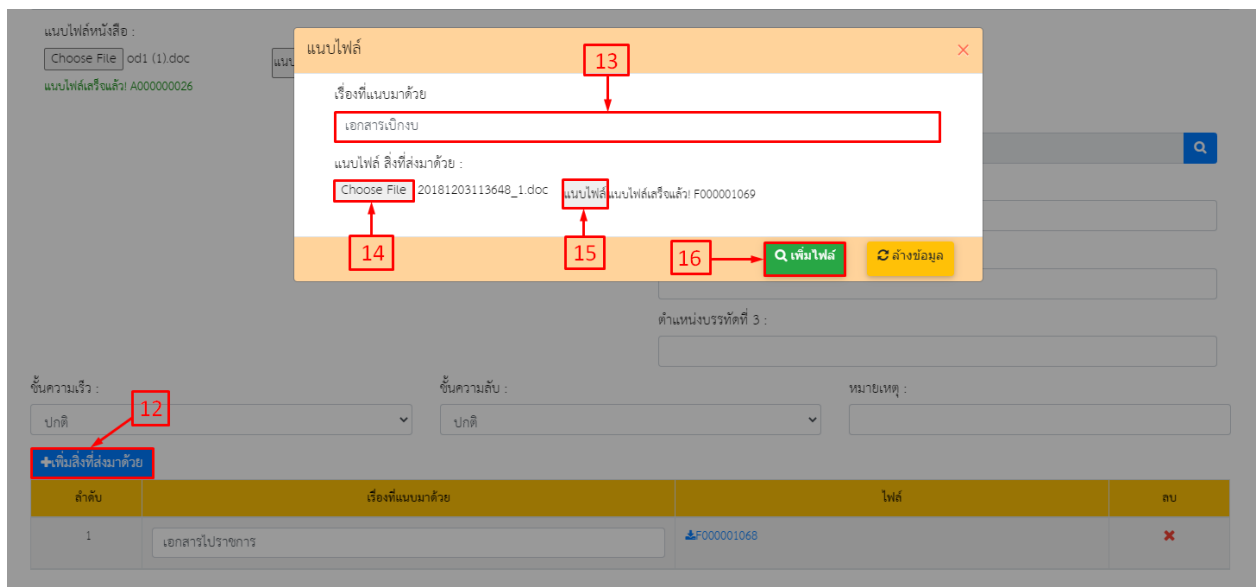 แนบไฟล์หนังสือ :
Choose File od1 (1).doc
แนบไฟล์เสร็จแล้ว! A000000026
แนบไฟล์
13
เรื่องที่แนบมาด้วย
เอกสารเบิกงบ
แนบไฟล์ สิ่งที่ส่งมาด้วย :
Choose File 20181203113648_1.doc แนบไฟล์ แนบไฟล์เสร็จแล้ว! F000001069
14 15 16 เพิ่มไฟล์ ล้างข้อมูล
ตำแหน่งบรรทัดที่ 3 :
ชั้นความเร็ว : ชั้นความลับ : หมายเหตุ :
12
ปกติ ปกติ
เพิ่มสิ่งที่ส่งมาด้วย
ลำดับ เรื่องที่แนบมาด้วย ไฟล์ ลบ
1 เอกสารไปราชการ F000001068